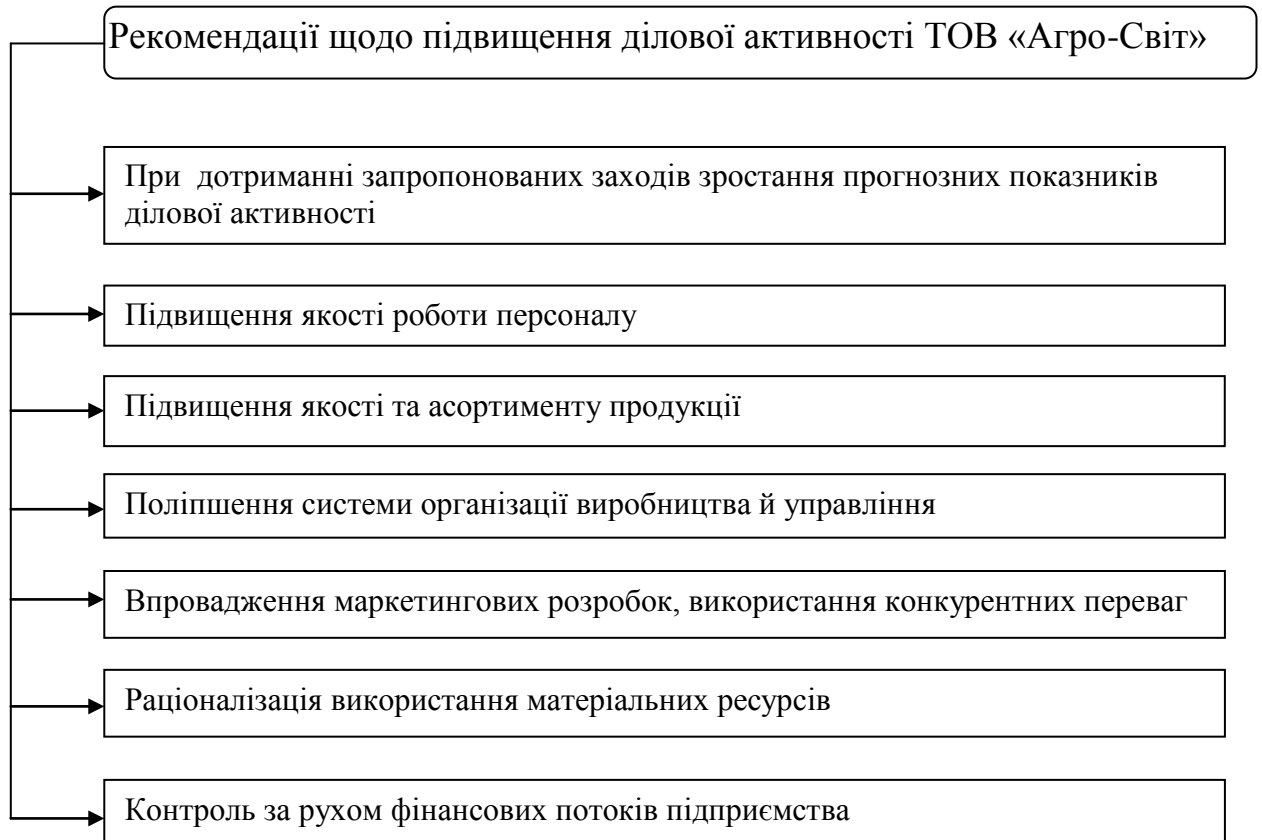 Рекомендації щодо підвищення ділової активності ТОВ «Агро-Світ»
При дотриманні запропонованих заходів зростання прогнозних показників
ділової активності
Підвищення якості роботи персоналу
Підвищення якості та асортименту продукції
Поліпшення системи організації виробництва й управління
Впровадження маркетингових розробок, використання конкурентних переваг
Раціоналізація використання матеріальних ресурсів
Контроль за рухом фінансових потоків підприємства